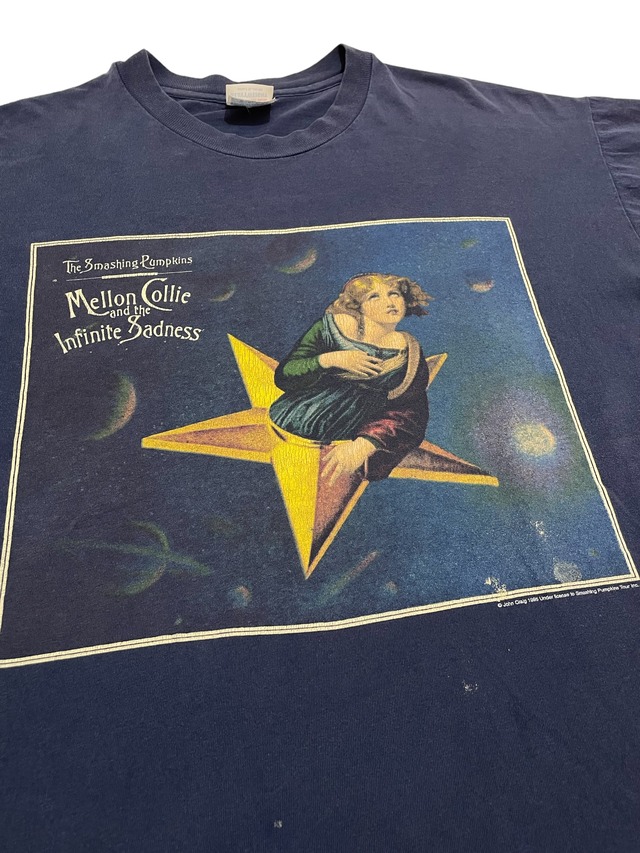 The Smashing Pumpkins
Mellon Collie
and the
Infinite Sadness
© John Craig 1995 Under license to Smashing Pumpkins Tour Inc.